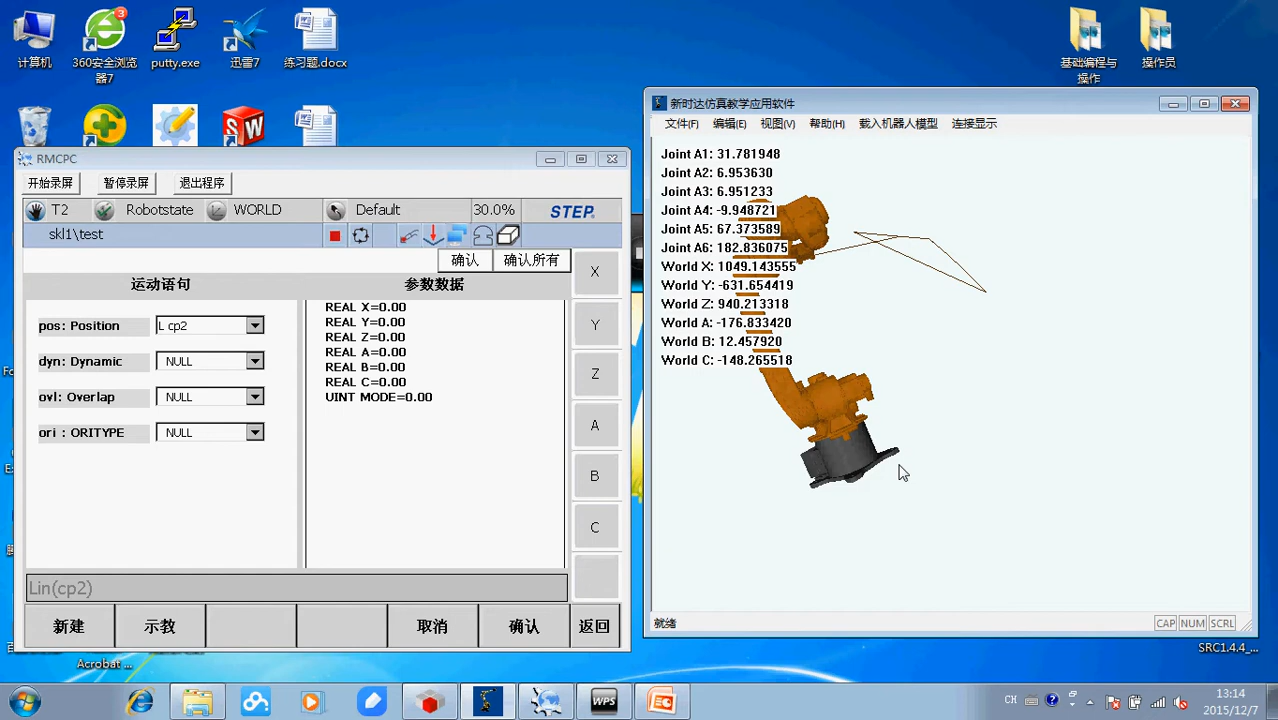 3
计算机
360安全浏览
器7
putty.exe
迅雷7
练习题.docx
基础编程与
操作
操作员
RMCPC
开始录屏
暂停录屏
退出程序
T2
Robotstate
WORLD
Default
30.0%
STEP
skl1\test
确认
确认所有
运动语句
参数数据
pos: Position
L cp2
dyn: Dynamic
NULL
ovl: Overlap
NULL
ori : ORITYPE
NULL
REAL X=0.00
REAL Y=0.00
REAL Z=0.00
REAL A=0.00
REAL B=0.00
REAL C=0.00
UINT MODE=0.00
X
Y
Z
A
B
C
Lin(cp2)
新建
示教
取消
确认
返回
新时达仿真教学应用软件
文件(F)
编辑(E)
视图(V)
帮助(H)
载入机器人模型
连接显示
Joint A1: 31.781948
Joint A2: 6.953630
Joint A3: 6.951233
Joint A4: -9.948721
Joint A5: 67.373589
Joint A6: 182.836075
World X: 1049.143555
World Y: -631.654419
World Z: 940.213318
World A: -176.833420
World B: 12.457920
World C: -148.265518
就绪
CAP NUM SCRL
Acrobat ...
SRC1.4.4_...
WPS
CH
13:14
2015/12/7